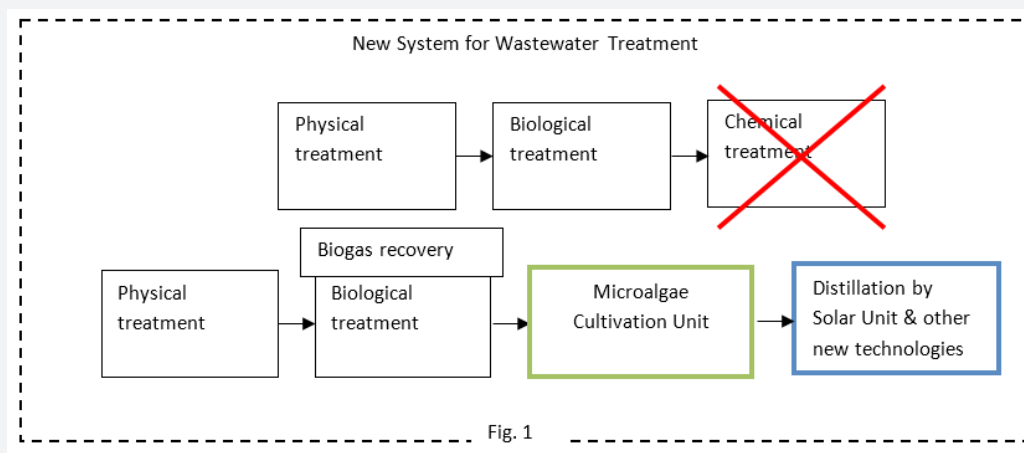 New System for Wastewater Treatment
Physical
treatment
Biological
treatment
Chemical
treatment
Biogas recovery
Physical
treatment
Biological
treatment
Microalgae
Cultivation Unit
Distillation by
Solar Unit & other
new technologies
Fig. 1